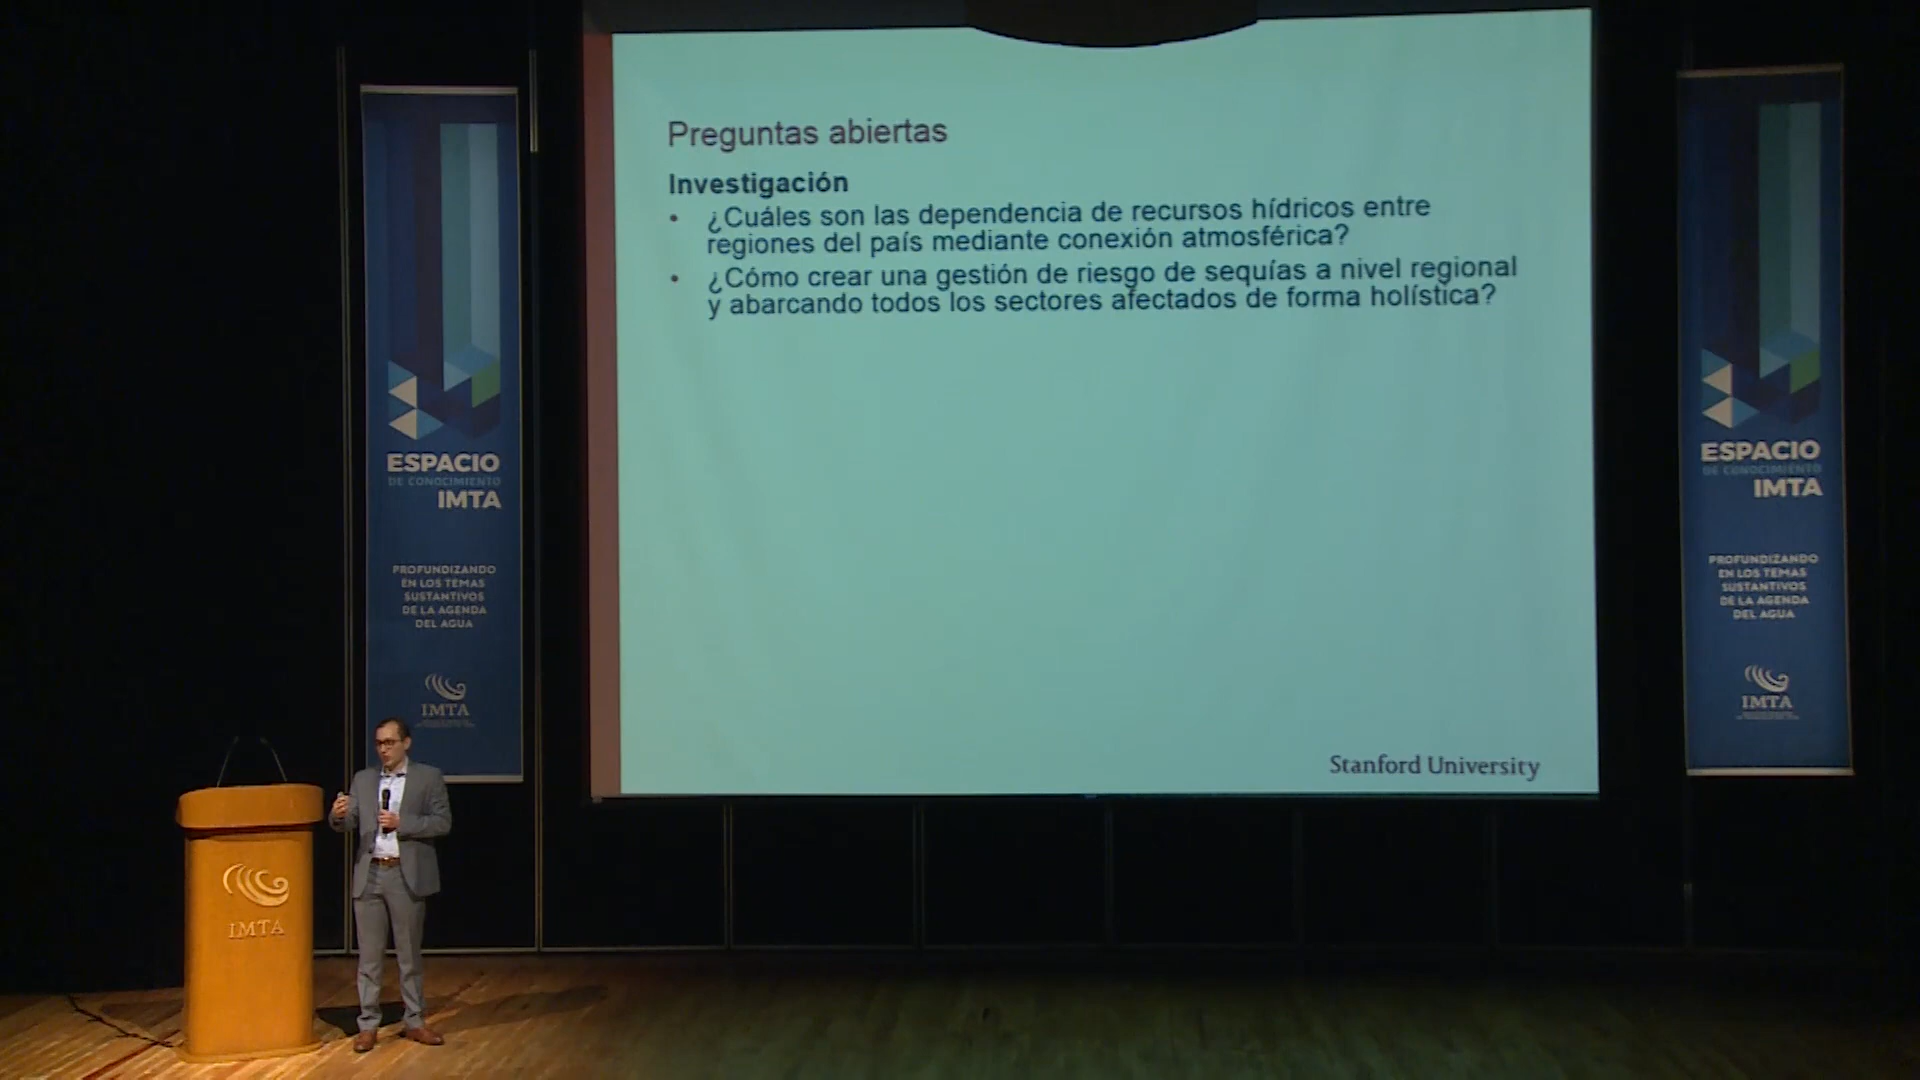 Preguntas abiertas
Investigación
• ¿Cuáles son las dependencia de recursos hídricos entre
regiones del país mediante conexión atmosférica?
• ¿Cómo crear una gestión de riesgo de sequías a nivel regional
y abarcando todos los sectores afectados de forma holística?
Stanford University
ESPACIO
DE CONOCIMIENTO
IMTA
PROFUNDIZANDO
EN LOS TEMAS
SUSTANTIVOS
DE LA AGENDA
DEL AGUA
IMTA
ESPACIO
DE CONOCIMIENTO
IMTA
PROFUNDIZANDO
EN LOS TEMAS
SUSTANTIVOS
DE LA AGENDA
DEL AGUA
IMTA
IMTA